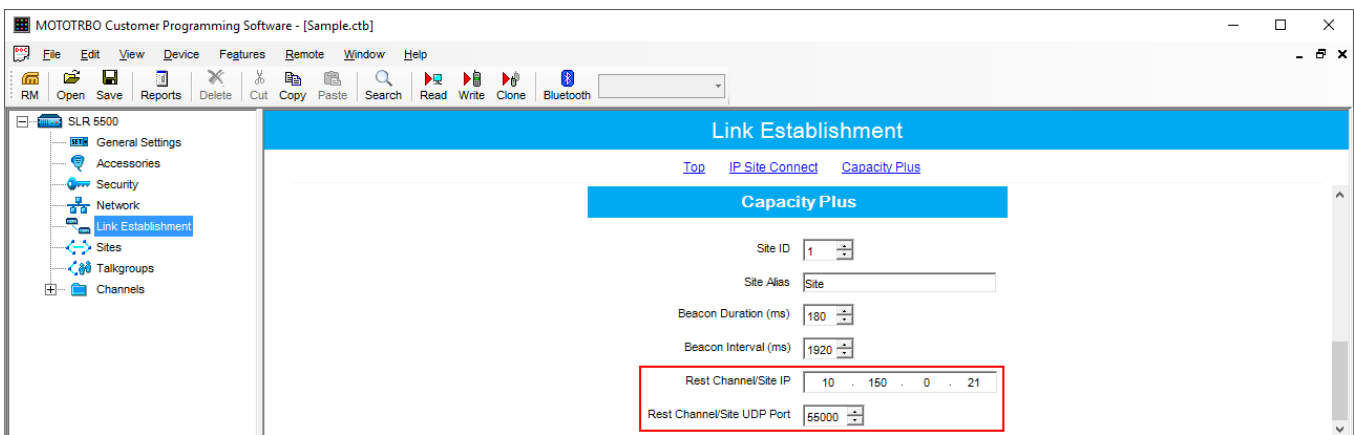 MOTOTRBO Customer Programming Software - [Sample.ctb]
File Edit View Device Features Remote Window Help
RM Open Save Reports Delete Cut Copy Paste Search Read Write Clone Bluetooth
SLR 5500
General Settings
Accessories
Security
Network
Link Establishment
Sites
Talkgroups
Channels
Link Establishment
Top IP Site Connect Capacity Plus
Capacity Plus
Site ID 1
Site Alias Site
Beacon Duration (ms) 180
Beacon Interval (ms) 1920
Rest Channel/Site IP 10 . 150 . 0 . 21
Rest Channel/Site UDP Port 55000